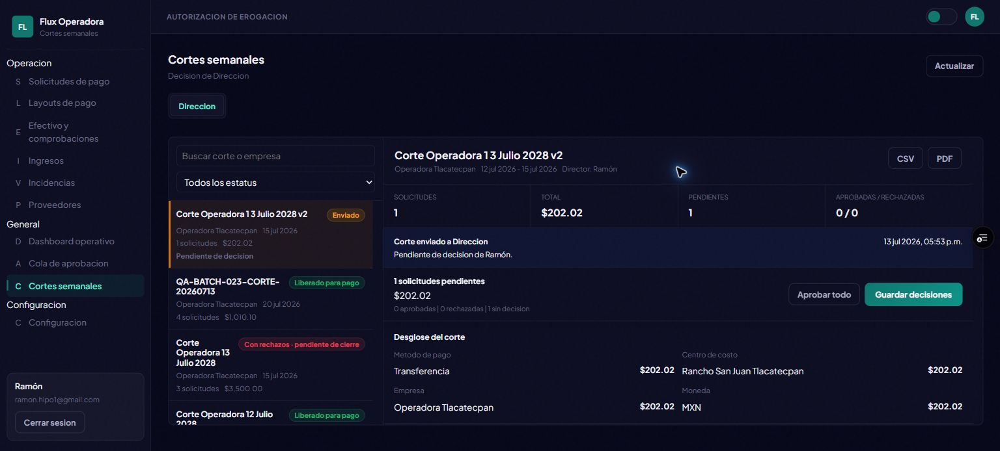 FL
Flux Operadora
Cortes semanales
Operacion
S Solicitudes de pago
L Layouts de pago
E Efectivo y
comprobaciones
I Ingresos
V Incidencias
P Proveedores
General
D Dashboard operativo
A Cola de aprobacion
C Cortes semanales
Configuracion
C Configuracion
Ramón
ramon.hipo1@gmail.com
Cerrar sesion
AUTORIZACION DE EROGACION
FL
Cortes semanales
Decision de Direccion
Actualizar
Direccion
Buscar corte o empresa
Todos los estatus
Corte Operadora 1 3 Julio 2028 v2 Enviado
Operadora Tlacatecpan 15 jul 2026
1 solicitudes $202.02
Pendiente de decision
QA-BATCH-023-CORTE-
20260713
Liberado para pago
Operadora Tlacatecpan 20 jul 2026
4 solicitudes $1,010.10
Corte
Operadora 13
Julio 2028
Con rechazos · pendiente de cierre
Operadora Tlacatecpan 15 jul 2026
3 solicitudes $3,500.00
Corte Operadora 12 Julio
2028
Liberado para pago
Corte Operadora 1 3 Julio 2028 v2
Operadora Tlacatecpan 12 jul 2026 - 15 jul 2026 Director: Ramón
CSV PDF
SOLICITUDES TOTAL PENDIENTES APROBADAS / RECHAZADAS
1 $202.02 1 0 / 0
Corte enviado a Direccion 13 jul 2026, 05:53 p.m.
Pendiente de decision de Ramón.
1 solicitudes pendientes
$202.02
0 aprobadas | 0 rechazadas | 1 sin decision
Aprobar todo Guardar decisiones
Desglose del corte
Metodo de pago Centro de costo
Transferencia $202.02 Rancho San Juan Tlacatecpan $202.02
Empresa Moneda
Operadora Tlacatecpan $202.02 MXN $202.02